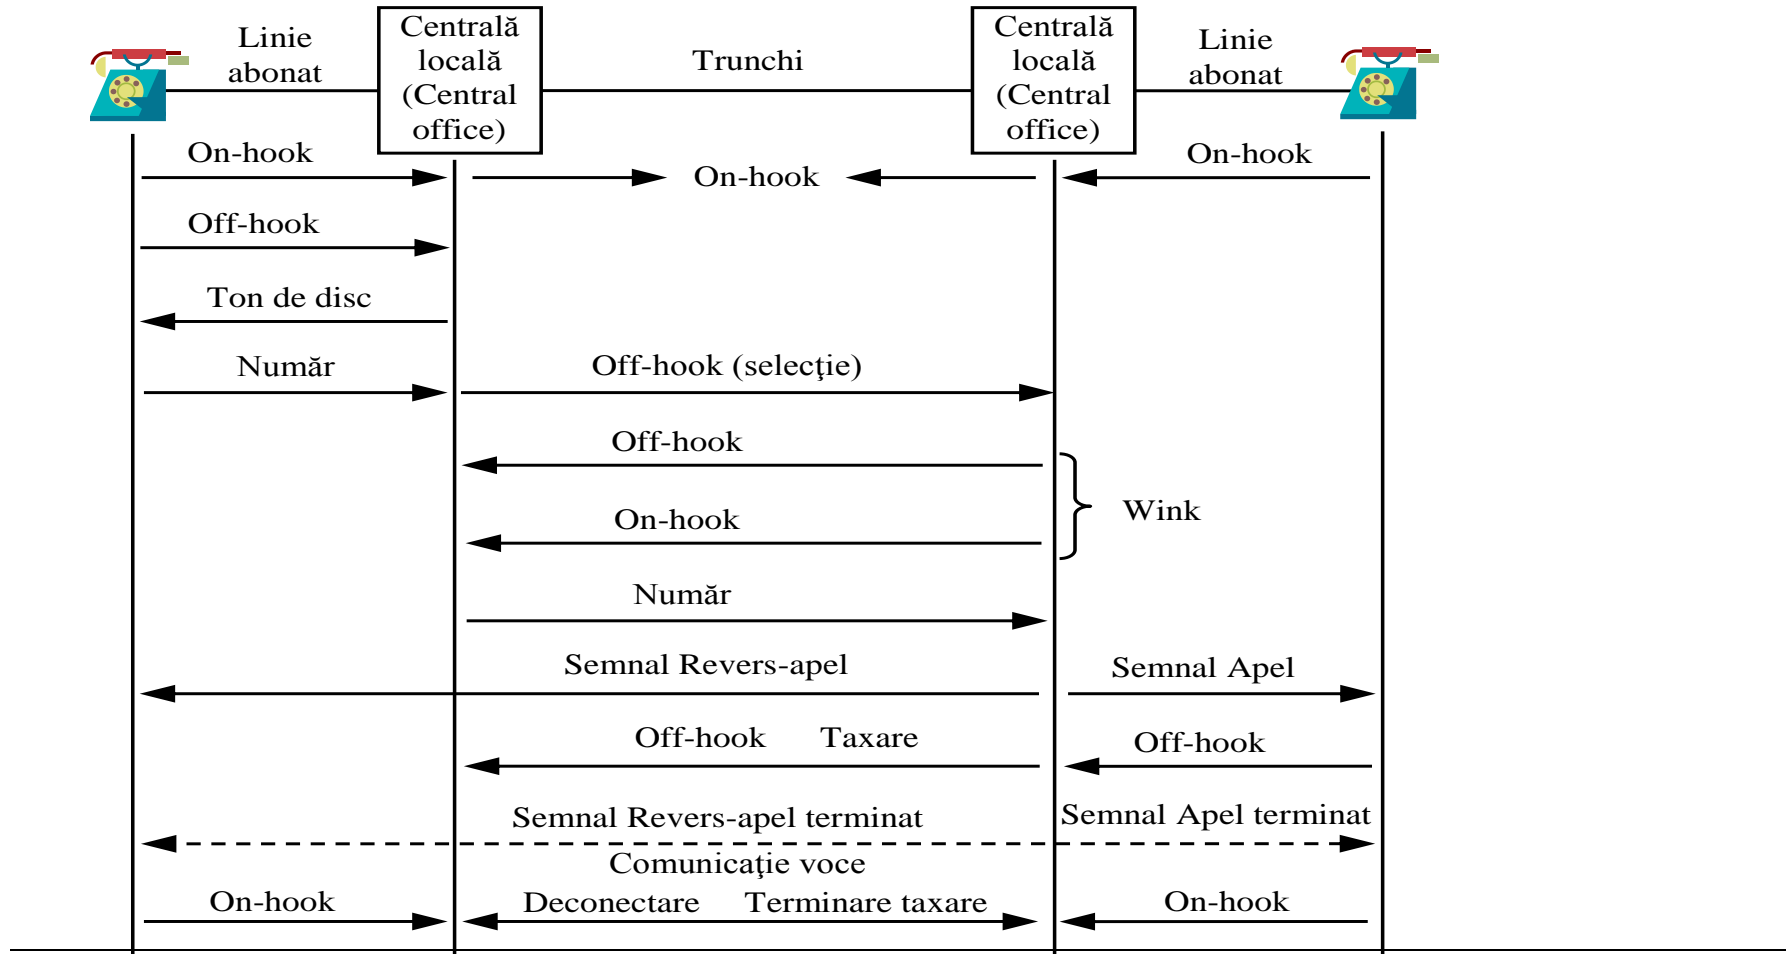 Linie
abonat
Centrală
locală
(Central
office)
Trunchi
Centrală
locală
(Central
office)
Linie
abonat
On-hook
On-hook
On-hook
Off-hook
Ton de disc
Număr
Off-hook (selecţie)
Off-hook
On-hook
Wink
Număr
Semnal Revers-apel
Semnal Apel
Off-hook Taxare
Off-hook
Semnal Revers-apel terminat
Semnal Apel terminat
Comunicaţie voce
On-hook
Deconectare Terminare taxare
On-hook